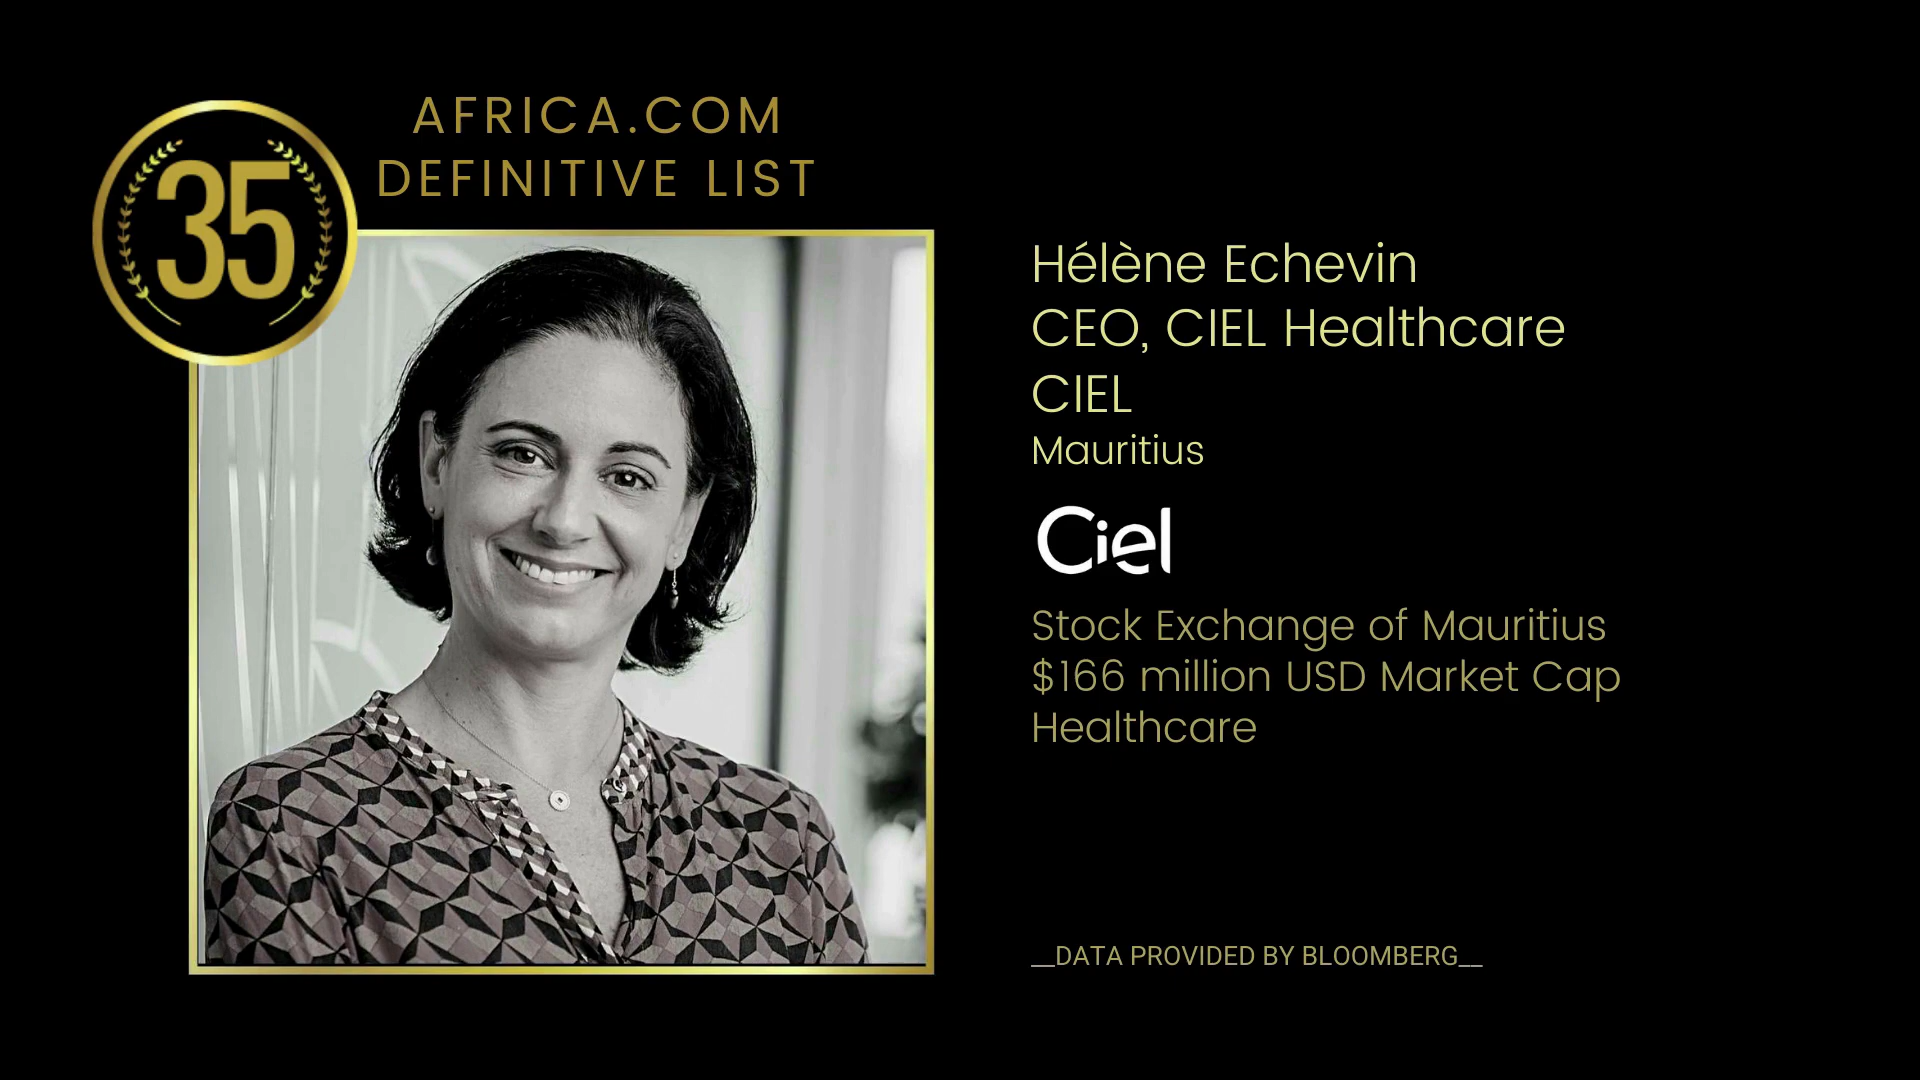 35
AFRICA.COM
DEFINITIVE LIST
Hélène Echevin
CEO, CIEL Healthcare
CIEL
Mauritius
Ciel
Stock Exchange of Mauritius
$166 million USD Market Cap
Healthcare
__DATA PROVIDED BY BLOOMBERG__